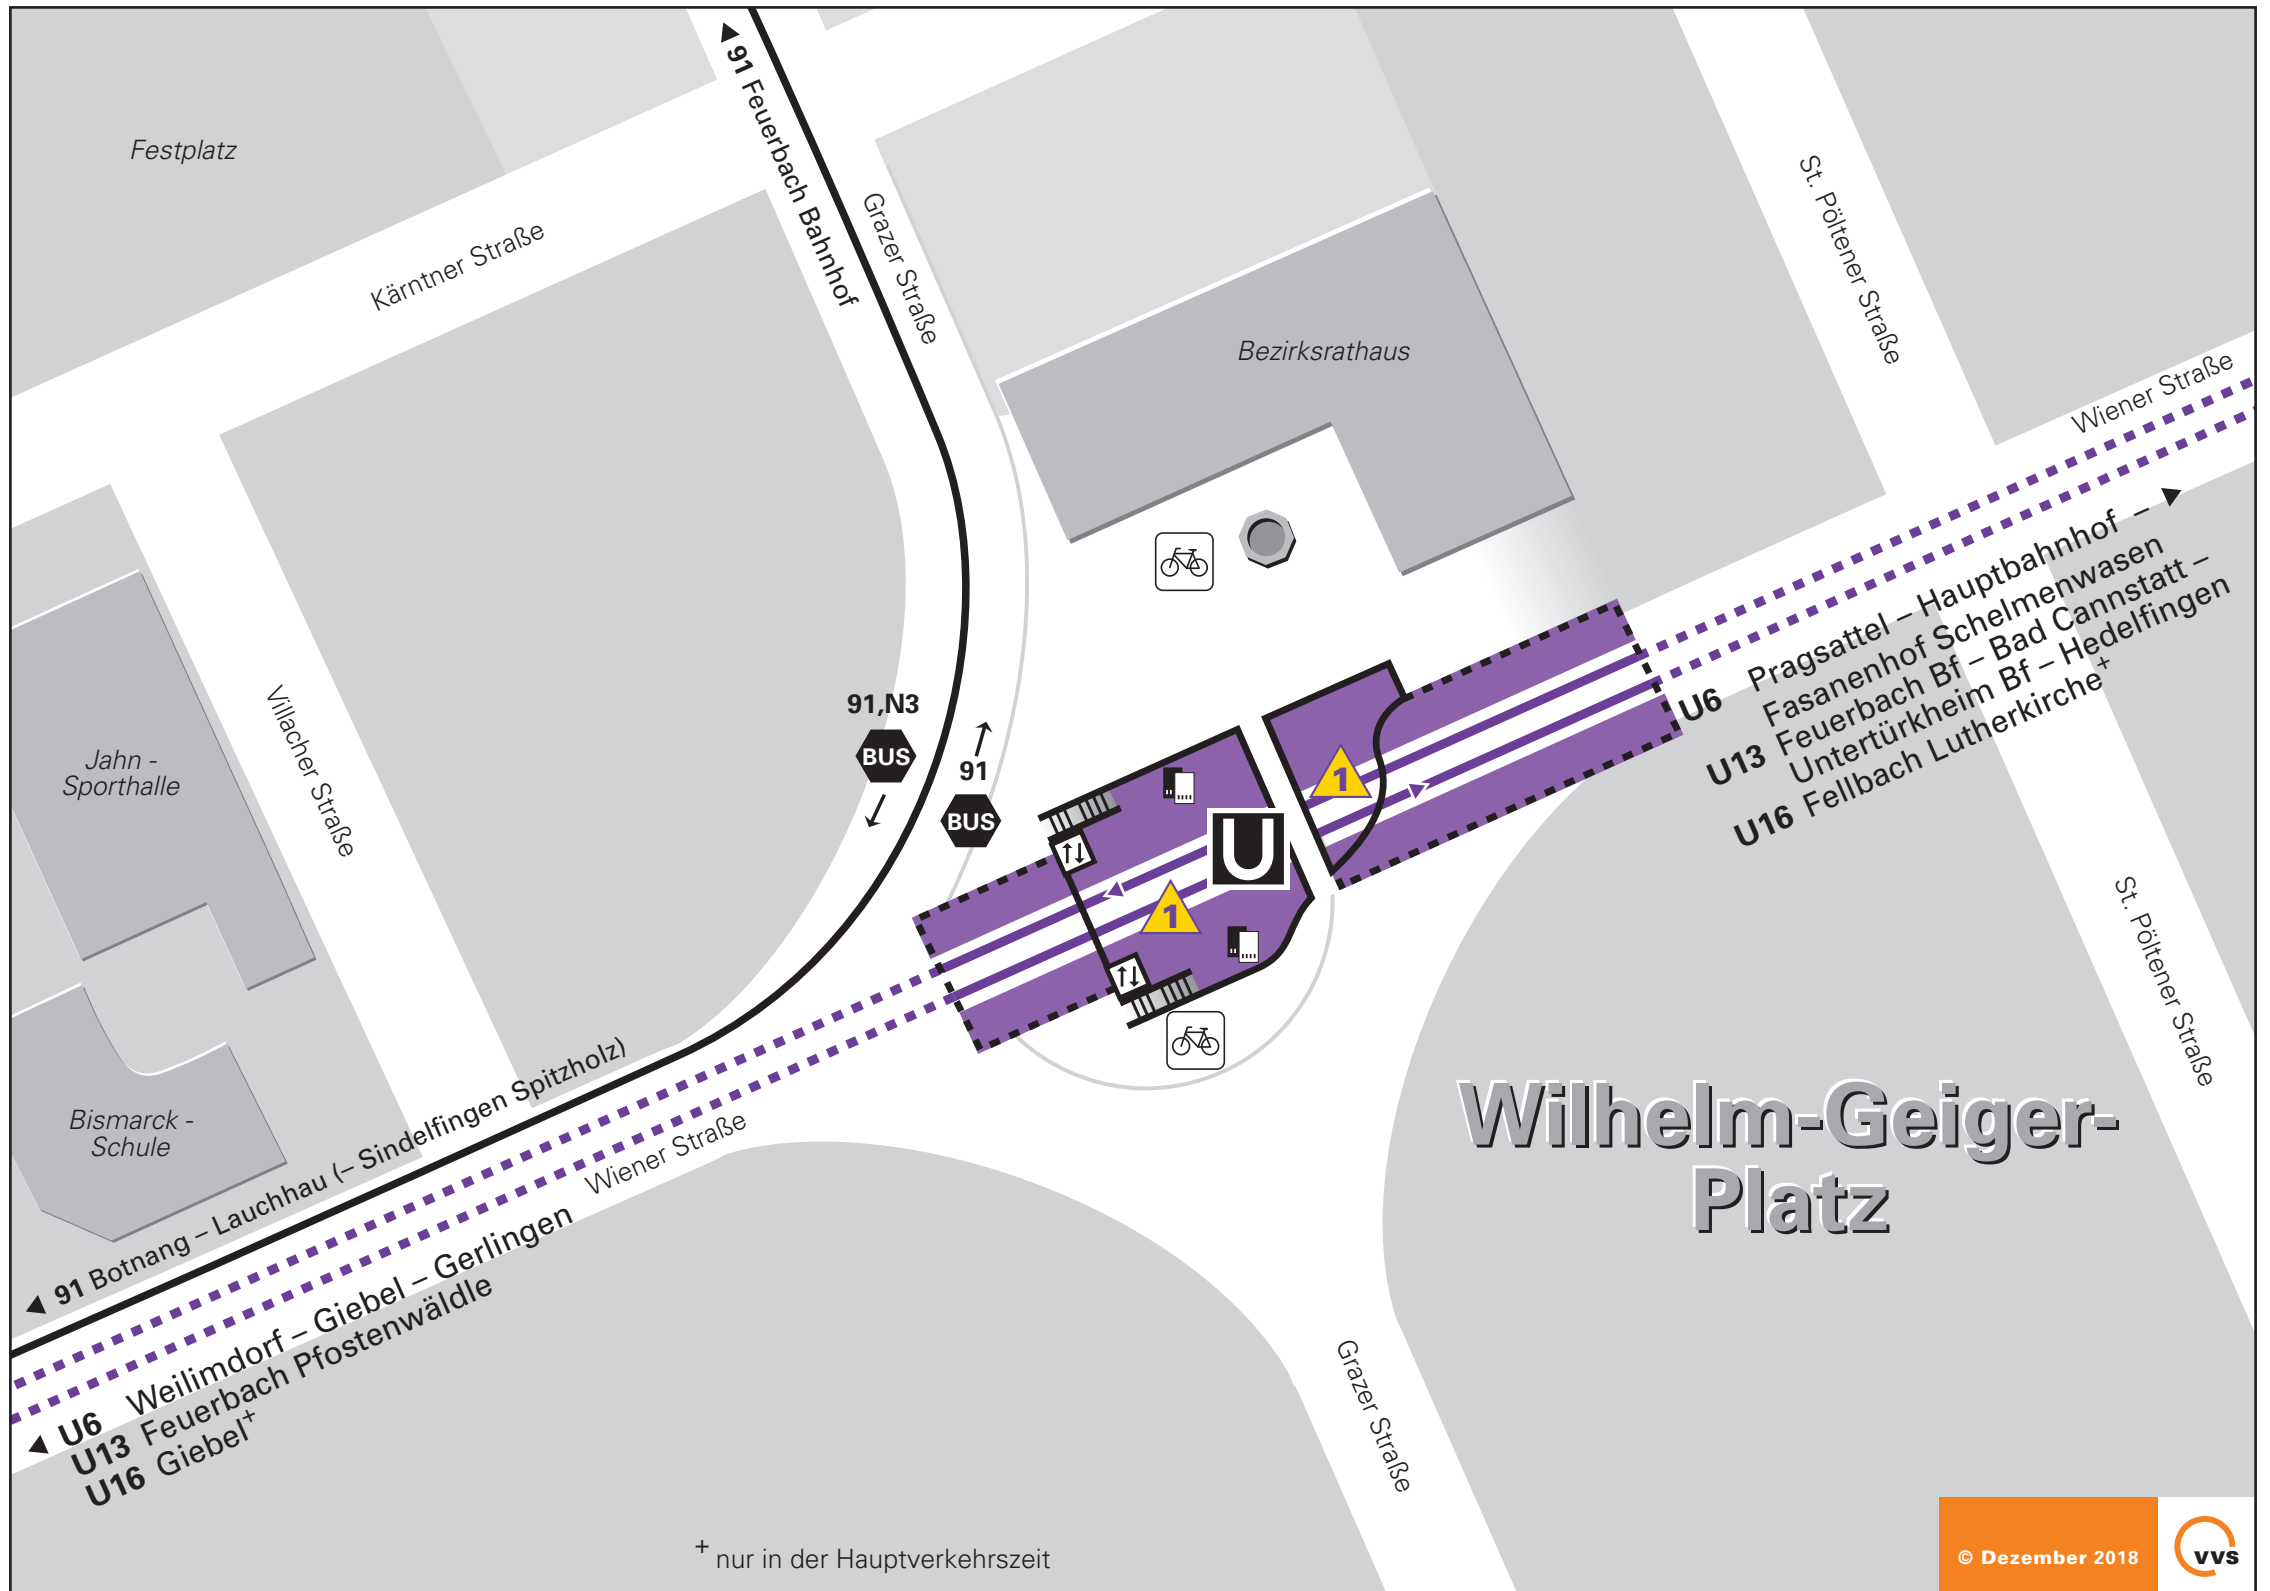 91 Feuerbach Bahnhof
Festplatz
Kärntner Straße
Grazer Straße
St. Pöltener Straße
Bezirksrathaus
Wiener Straße
U6 Pragsattel – Hauptbahnhof –
Fasanenhof Schelmenwasen
U13 Feuerbach Bf – Bad Cannstatt –
Untertürkheim Bf – Hedelfingen
U16 Fellbach Lutherkirche+
Villacher Straße
Jahn -
Sporthalle
91,N3
BUS
91
BUS
1
U
1
St. Pöltener Straße
Bismarck -
Schule
91 Botnang – Lauchhau (– Sindelfingen Spitzholz)
Wiener Straße
Wilhelm-Geiger-
Platz
U6 Weilimdorf – Giebel – Gerlingen
U13 Feuerbach Pfostenwäldle
U16 Giebel+
Grazer Straße
+ nur in der Hauptverkehrszeit
© Dezember 2018
vvs